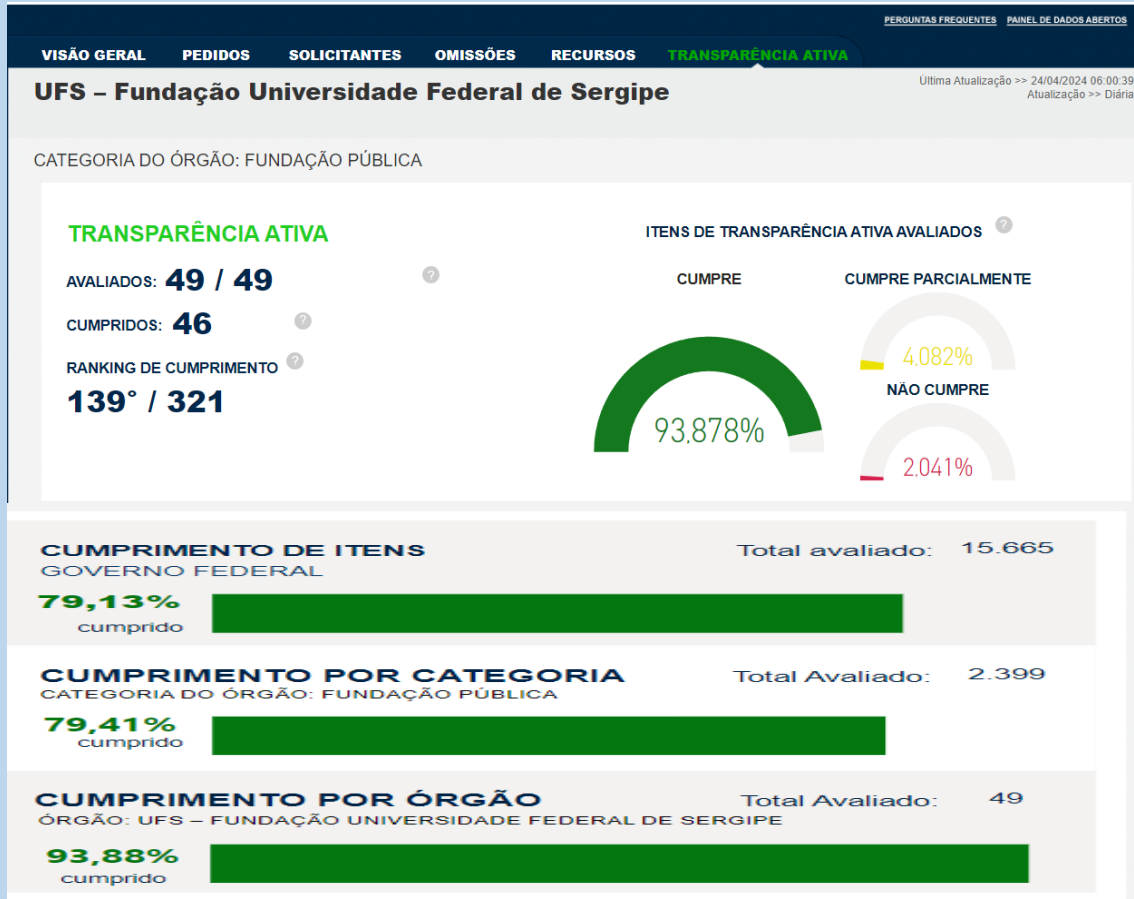 PERGUNTAS FREQUENTES PAINEL DE DADOS ABERTOS
VISÃO GERAL PEDIDOS SOLICITANTES OMISSÕES RECURSOS TRANSPARÊNCIA ATIVA
UFS – Fundação Universidade Federal de Sergipe
Última Atualização >> 24/04/2024 06:00:39
Atualização >> Diária
CATEGORIA DO ÓRGÃO: FUNDAÇÃO PÚBLICA
TRANSPARÊNCIA ATIVA
AVALIADOS: 49 / 49 ?
CUMPRIDOS: 46 ?
RANKING DE CUMPRIMENTO ?
139° / 321
ITENS DE TRANSPARÊNCIA ATIVA AVALIADOS ?
CUMPRE
93,878%
CUMPRE PARCIALMENTE
4,082%
NÃO CUMPRE
2,041%
CUMPRIMENTO DE ITENS Total avaliado: 15.665
GOVERNO FEDERAL
79,13%
cumprido
CUMPRIMENTO POR CATEGORIA Total Avaliado: 2.399
CATEGORIA DO ÓRGÃO: FUNDAÇÃO PÚBLICA
79,41%
cumprido
CUMPRIMENTO POR ÓRGÃO Total Avaliado: 49
ÓRGÃO: UFS – FUNDAÇÃO UNIVERSIDADE FEDERAL DE SERGIPE
93,88%
cumprido